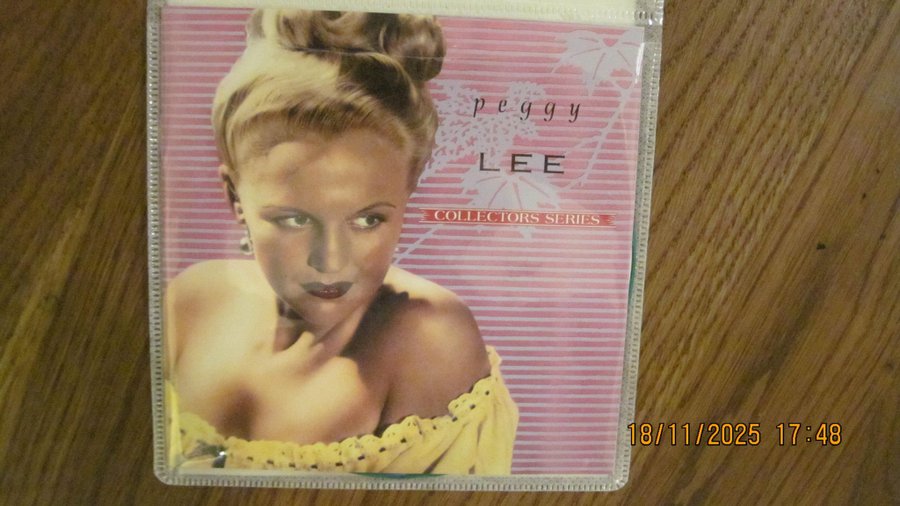 peggy
LEE
COLLECTORS SERIES
18/11/2025 17:48